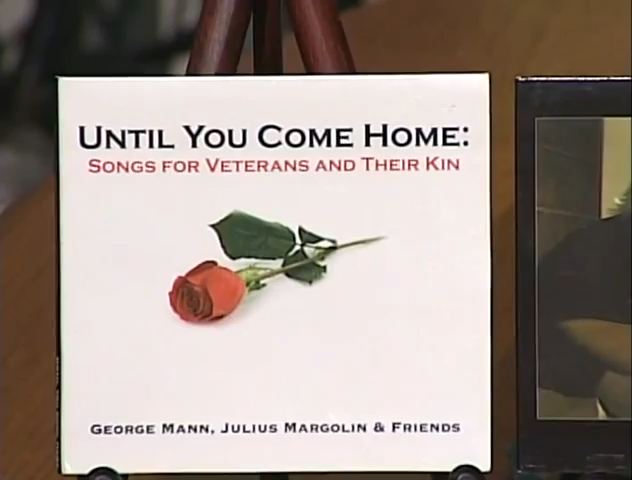 UNTIL YOU COME HOME:
SONGS FOR VETERANS AND THEIR KIN
GEORGE MANN, JULIUS MARGOLIN & FRIENDS